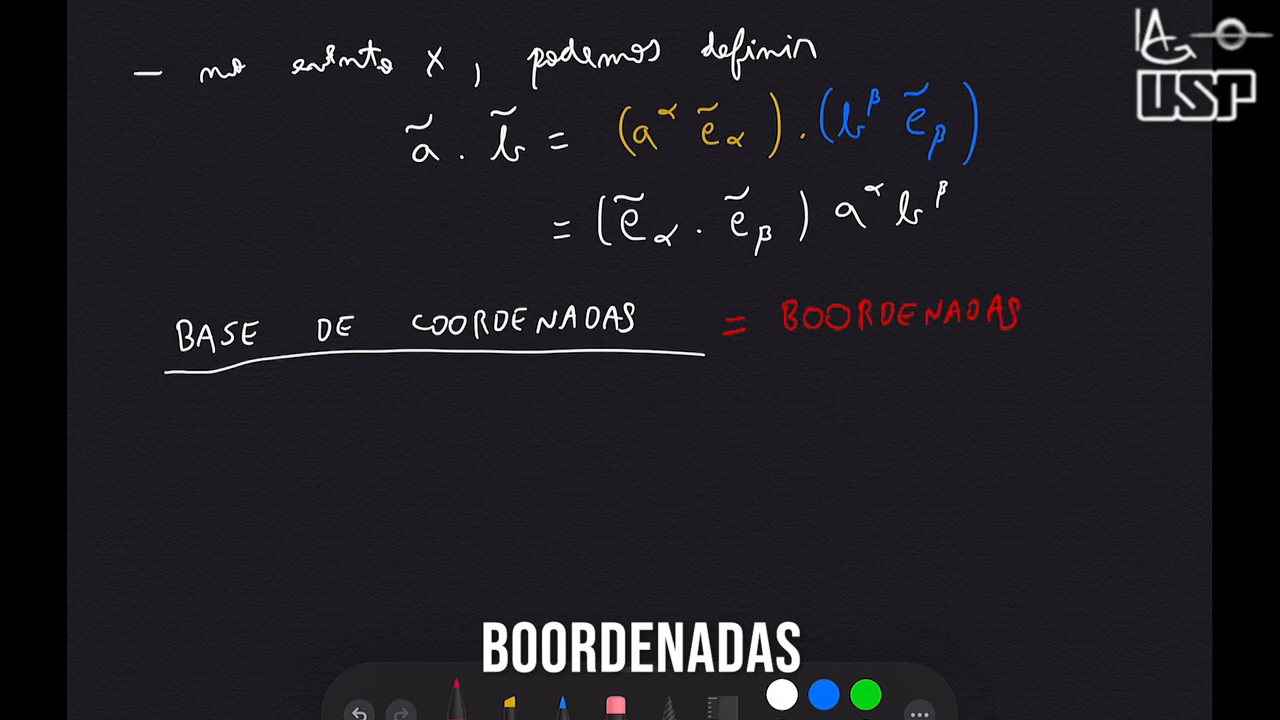 — no evento x, podemos definir
ã . b̃ = (a^α ẽ_α) . (b^β ẽ_β)
= (ẽ_α . ẽ_β) a^α b^β
BASE DE COORDENADAS = BOORDENADAS
BOORDENADAS
IAG
USP